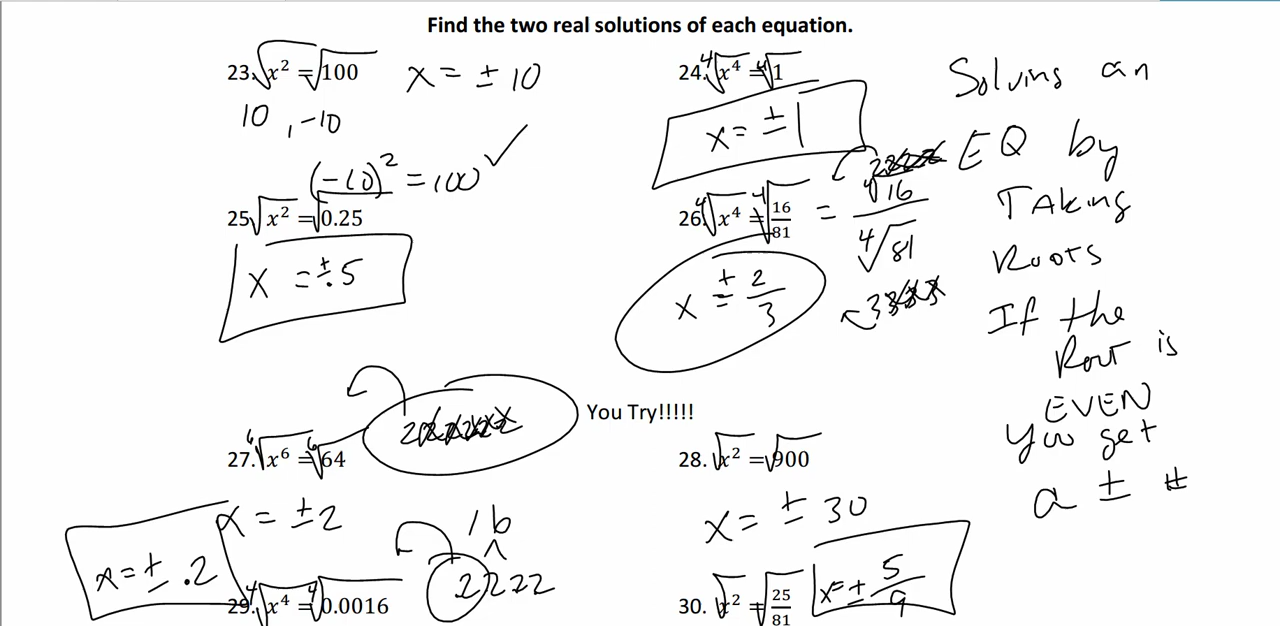 Find the two real solutions of each equation.
23. √x² = √100 x = ± 10
10 , -10
(-10)² = 100 ✓
24. ⁴√x⁴ = ⁴√1
x = ± 1
25. √x² = √0.25
x = ± .5
26. ⁴√x⁴ = ⁴√16/81 = ⁴√16 / ⁴√81
2222
3333
x = ± 2/3
Solving an
EQ by
Taking
Roots
If the
Root is
EVEN
you get
a ± #
You Try!!!!!
27. ⁶√x⁶ = ⁶√64 222222
x = ± 2
28. √x² = √900
x = ± 30
29. ⁴√x⁴ = ⁴√0.0016
x = ± .2
16
^
2222
30. √x² = √25/81 x = ± 5/9